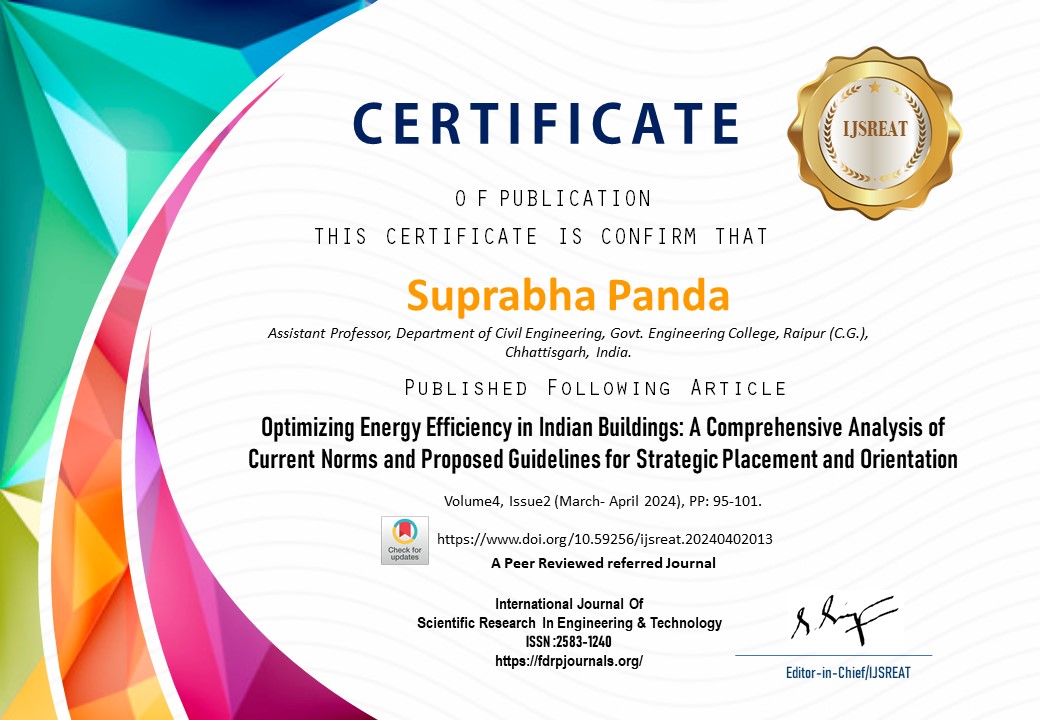 CERTIFICATE
IJSREAT
O F PUBLICATION
THIS CERTIFICATE IS CONFIRM THAT
Suprabha Panda
Assistant Professor, Department of Civil Engineering, Govt. Engineering College, Raipur (C.G.),
Chhattisgarh, India.
Published Following Article
Optimizing Energy Efficiency in Indian Buildings: A Comprehensive Analysis of
Current Norms and Proposed Guidelines for Strategic Placement and Orientation
Volume4, Issue2 (March- April 2024), PP: 95-101.
Check for
updates
https://www.doi.org/10.59256/ijsreat.20240402013
A Peer Reviewed referred Journal
International Journal Of
Scientific Research In Engineering & Technology
ISSN :2583-1240
https://fdrpjournals.org/
Editor-in-Chief/IJSREAT